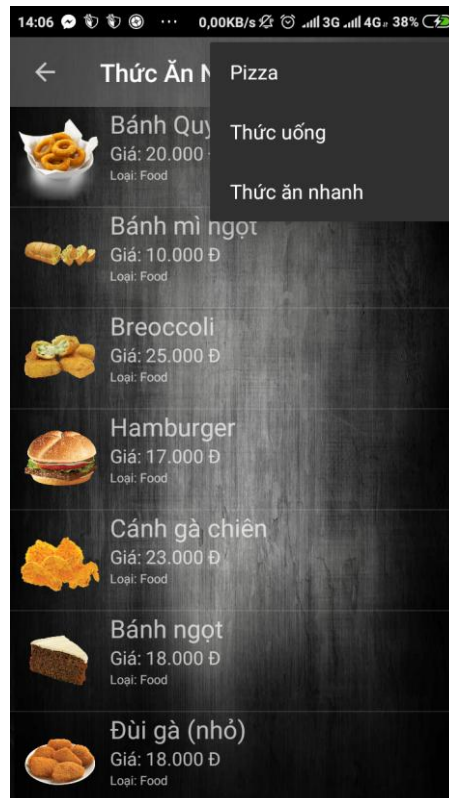 14:06 ... 0,00KB/s 3G 4G 38%
Thức Ăn N
Pizza
Thức uống
Thức ăn nhanh
Bánh Quy
Giá: 20.000
Loại: Food
Bánh mì ngọt
Giá: 10.000 Đ
Loại: Food
Breoccoli
Giá: 25.000 Đ
Loại: Food
Hamburger
Giá: 17.000 Đ
Loại: Food
Cánh gà chiên
Giá: 23.000 Đ
Loại: Food
Bánh ngọt
Giá: 18.000 Đ
Loại: Food
Đùi gà (nhỏ)
Giá: 18.000 Đ
Loại: Food